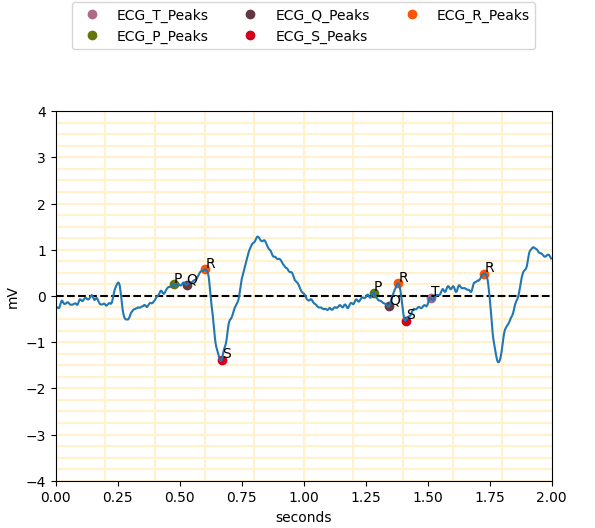 ECG_T_Peaks ECG_Q_Peaks ECG_R_Peaks
ECG_P_Peaks ECG_S_Peaks
4
3
2
1
0
−1
−2
−3
−4
mV
P Q R S P Q R S T R
0.00 0.25 0.50 0.75 1.00 1.25 1.50 1.75 2.00
seconds